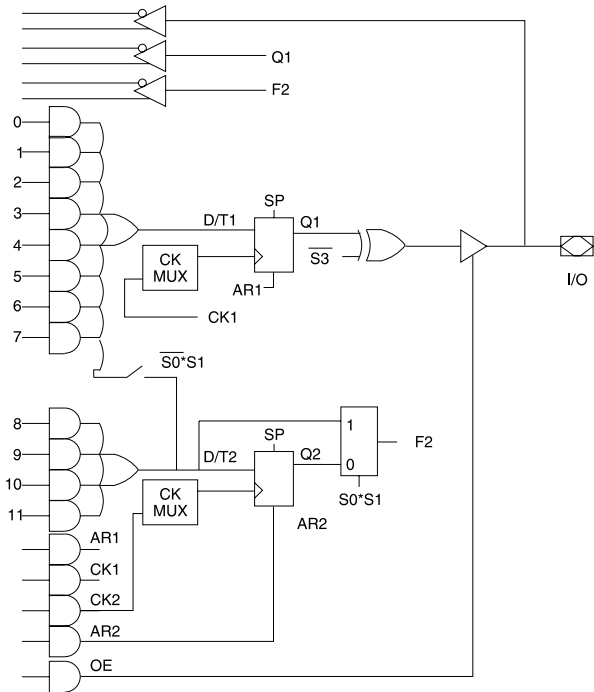 Q1
F2
0
1
2
3
4
5
6
7
D/T1
SP
Q1
S3
CK
MUX
AR1
CK1
I/O
S0*S1
8
9
10
11
D/T2
SP
Q2
1
0
F2
S0*S1
CK
MUX
AR2
AR1
CK1
CK2
AR2
OE